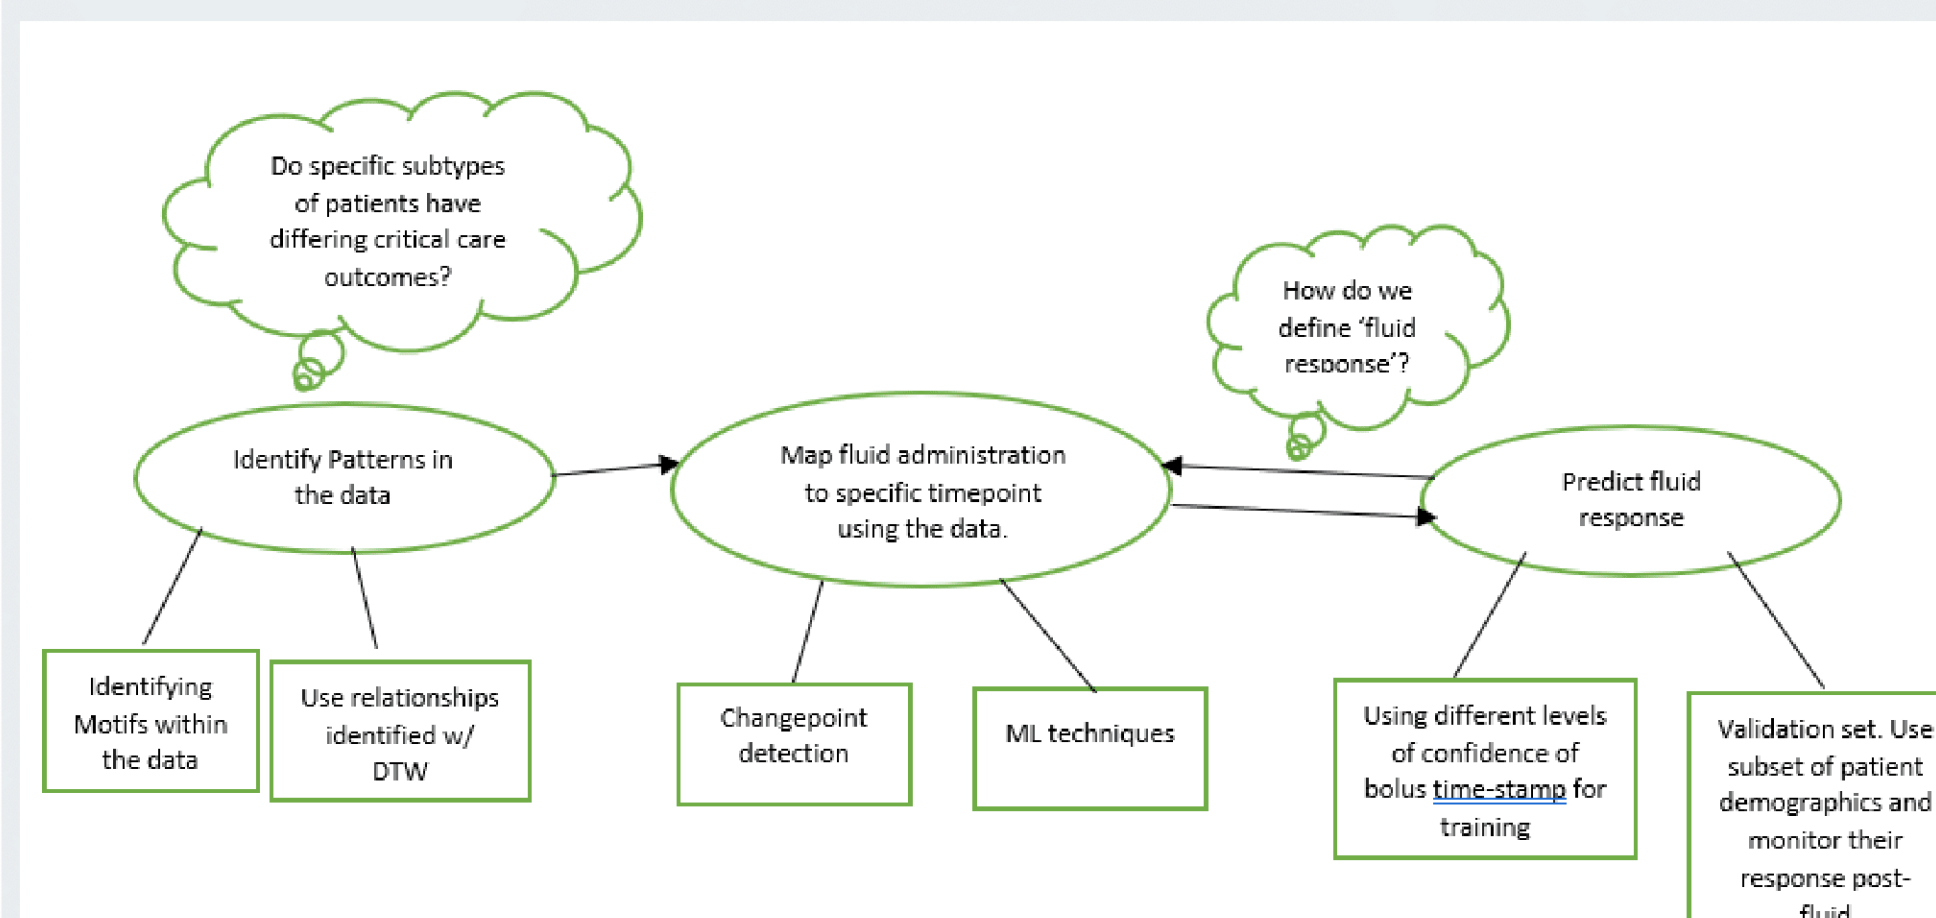 Do specific subtypes
of patients have
differing critical care
outcomes?
How do we
define ‘fluid
response’?
Identify Patterns in
the data
Map fluid administration
to specific timepoint
using the data.
Predict fluid
response
Identifying
Motifs within
the data
Use relationships
identified w/
DTW
Changepoint
detection
ML techniques
Using different levels
of confidence of
bolus time-stamp for
training
Validation set. Use
subset of patient
demographics and
monitor their
response post-
fluid